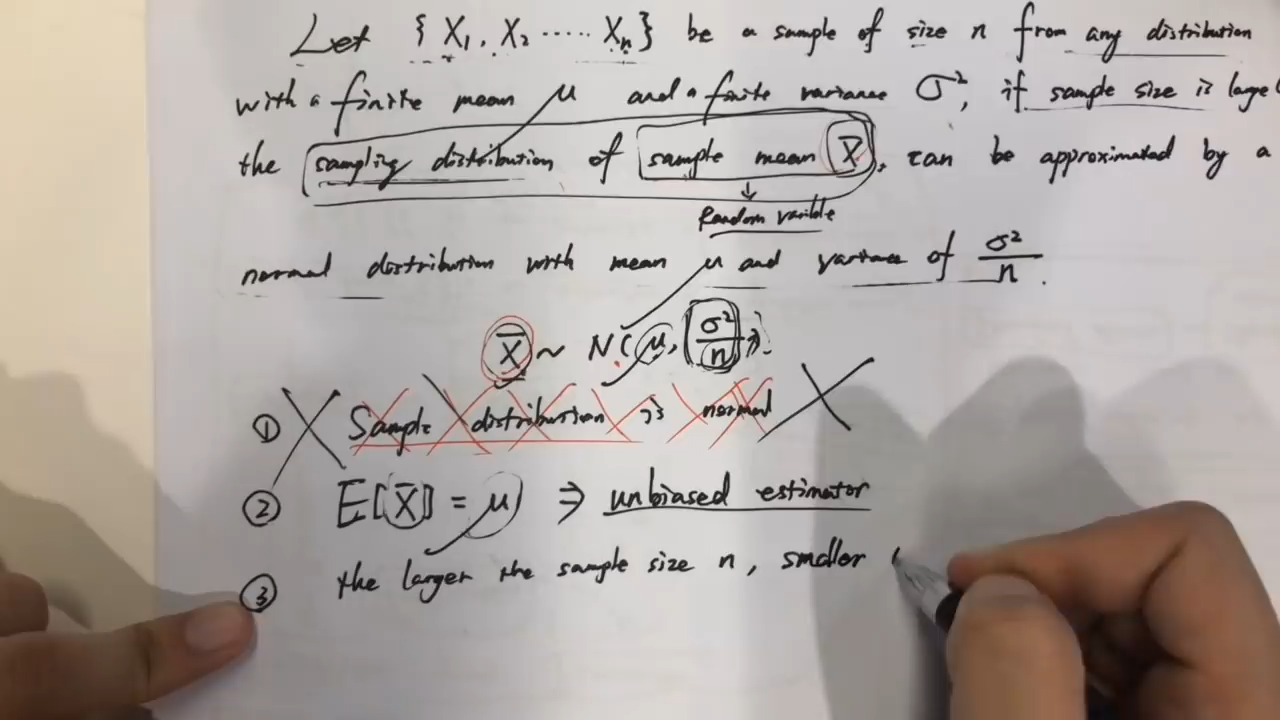 Let {X₁, X₂ ..... Xₙ} be a sample of size n from any distribution
with a finite mean μ and a finite variance σ², if sample size is large
the sampling distribution of sample mean X̄, can be approximated by a
Random varible
normal distribution with mean μ and variance of σ²/n.
X̄ ~ N(μ, σ²/n).
① Sample distribution is normal
② E[X̄] = μ ⇒ unbiased estimator
③ the larger the sample size n, smaller